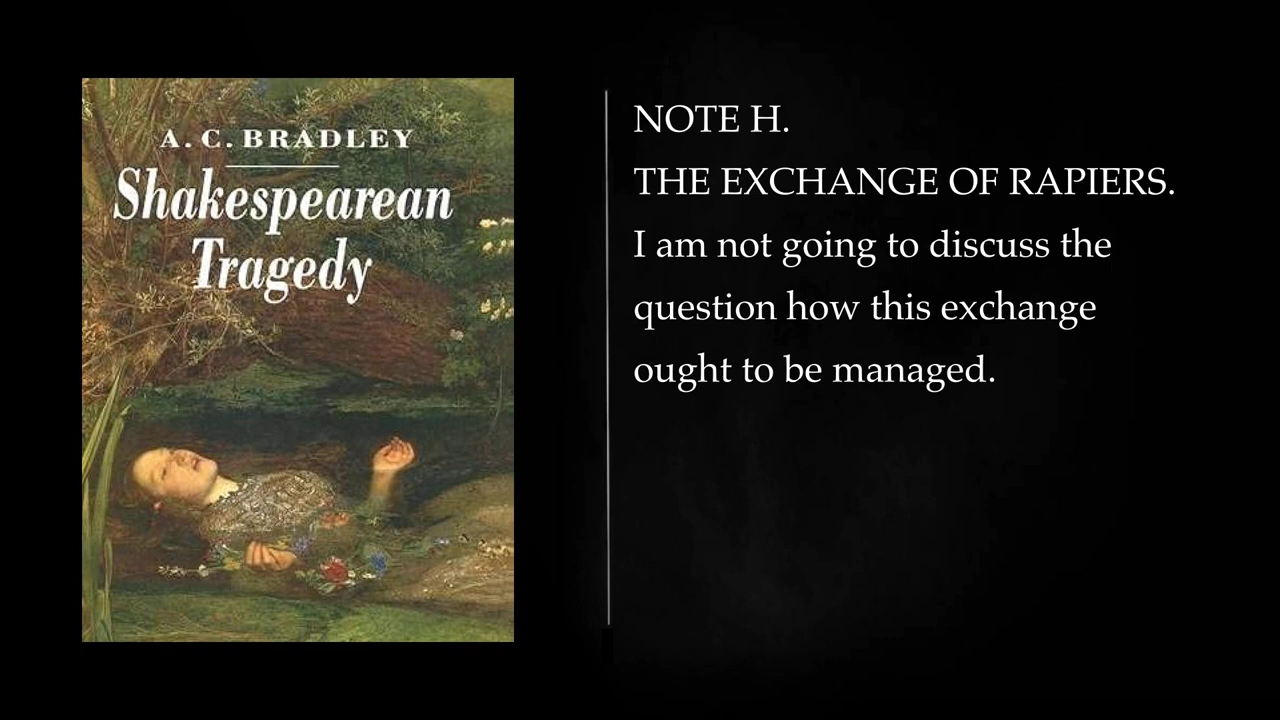 A. C. BRADLEY
Shakespearean
Tragedy
NOTE H.
THE EXCHANGE OF RAPIERS.
I am not going to discuss the
question how this exchange
ought to be managed.